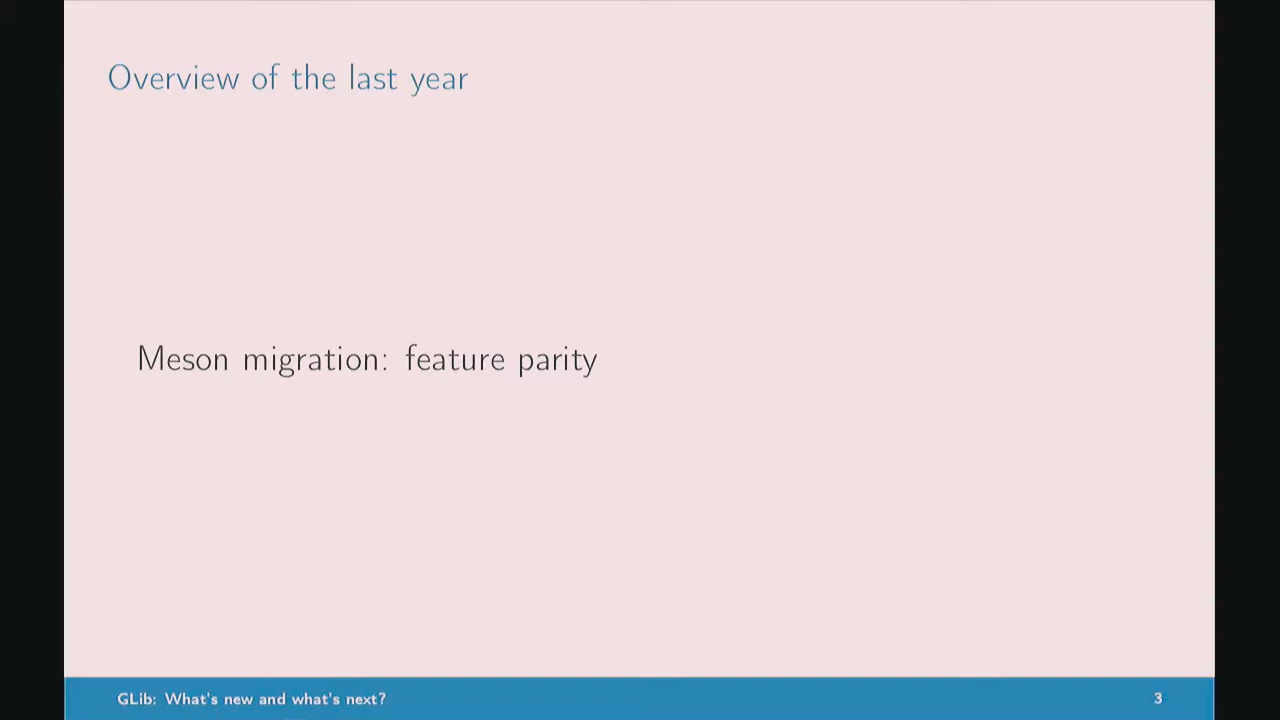 Overview of the last year
Meson migration: feature parity
GLib: What's new and what's next?
3